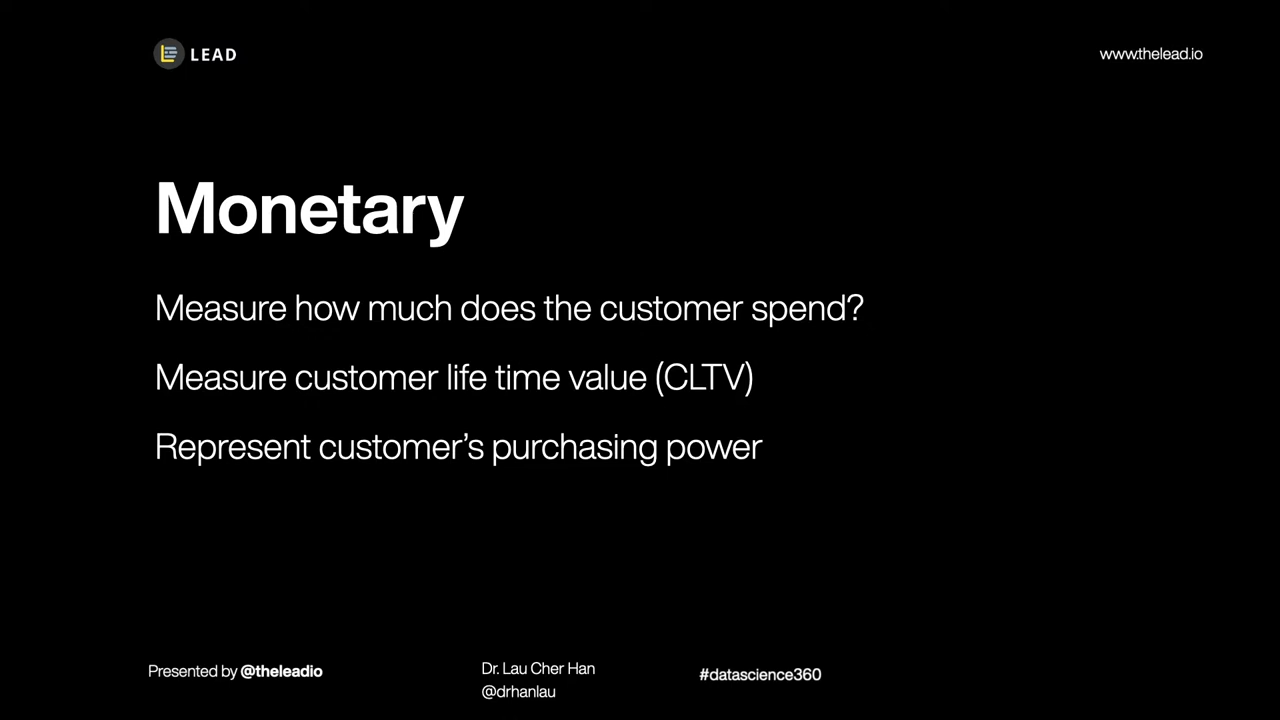 LEAD
www.thelead.io
Monetary
Measure how much does the customer spend?
Measure customer life time value (CLTV)
Represent customer’s purchasing power
Presented by @theleadio
Dr. Lau Cher Han
@drhanlau
#datascience360